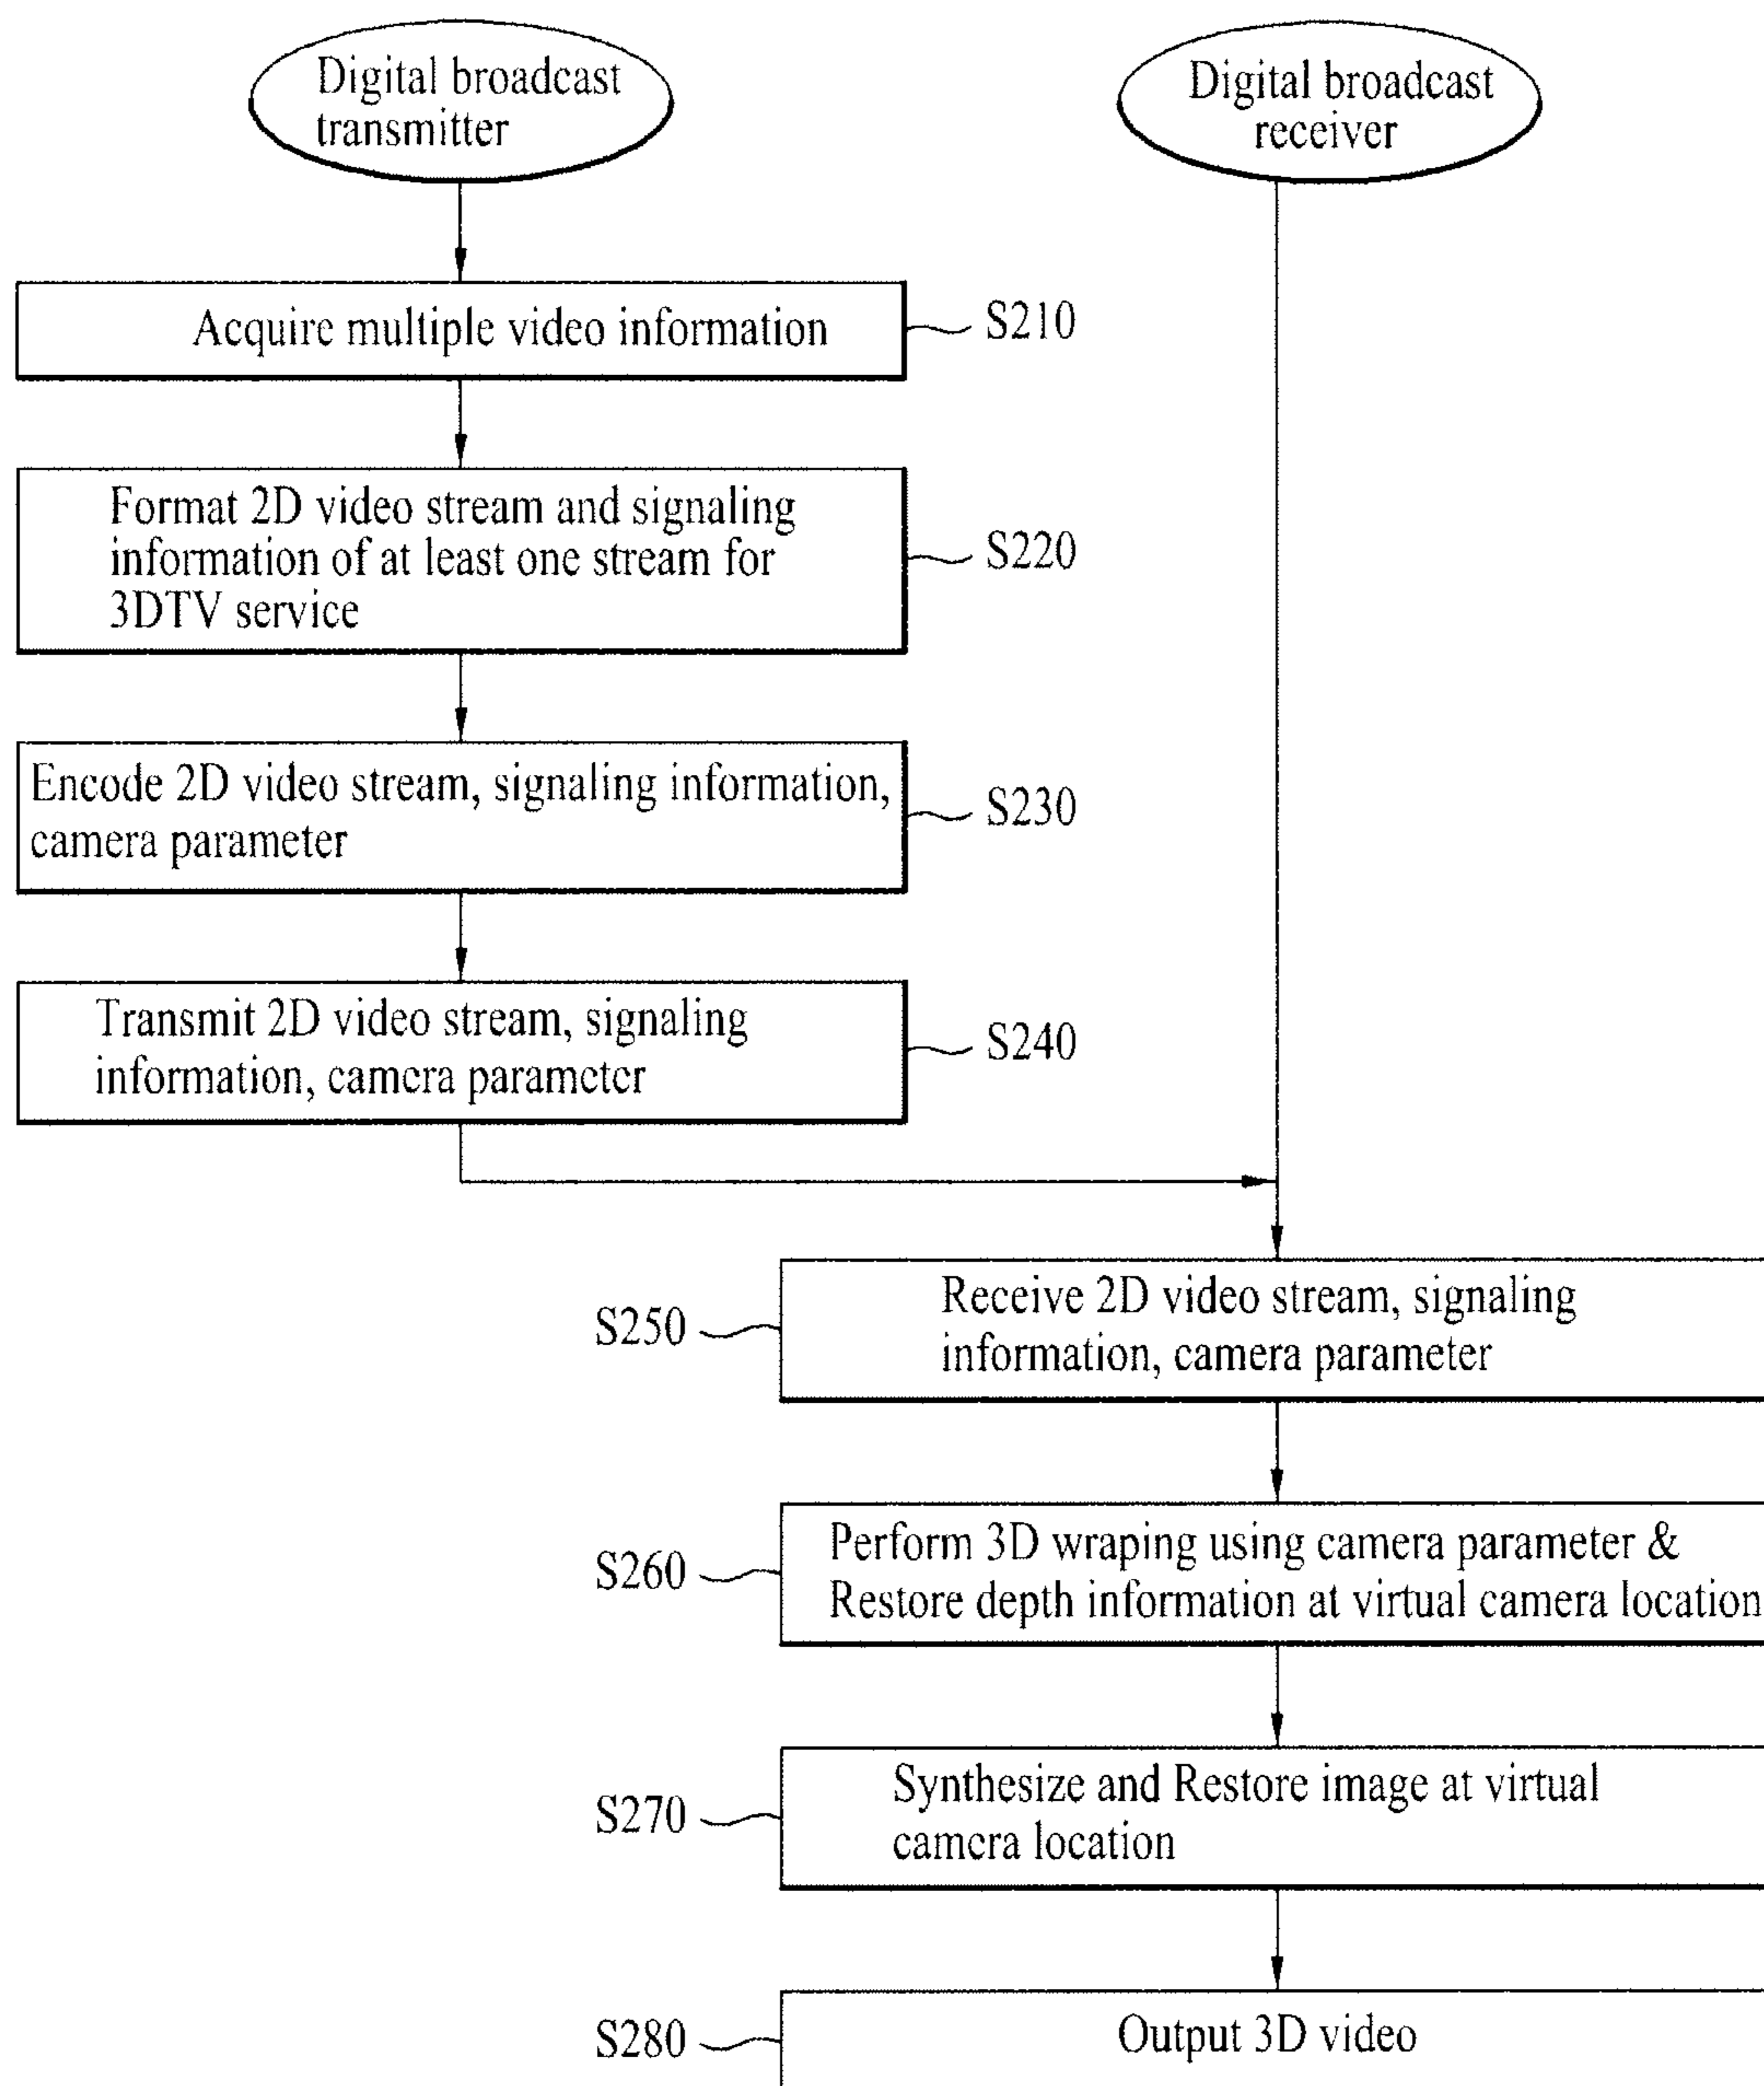 Digital broadcast
transmitter
Digital broadcast
receiver
Acquire multiple video information
S210
Format 2D video stream and signaling
information of at least one stream for
3DTV service
S220
Encode 2D video stream, signaling information,
camera parameter
S230
Transmit 2D video stream, signaling
information, camera parameter
S240
Receive 2D video stream, signaling
information, camera parameter
S250
Perform 3D wraping using camera parameter &
Restore depth information at virtual camera location
S260
Synthesize and Restore image at virtual
camera location
S270
Output 3D video
S280